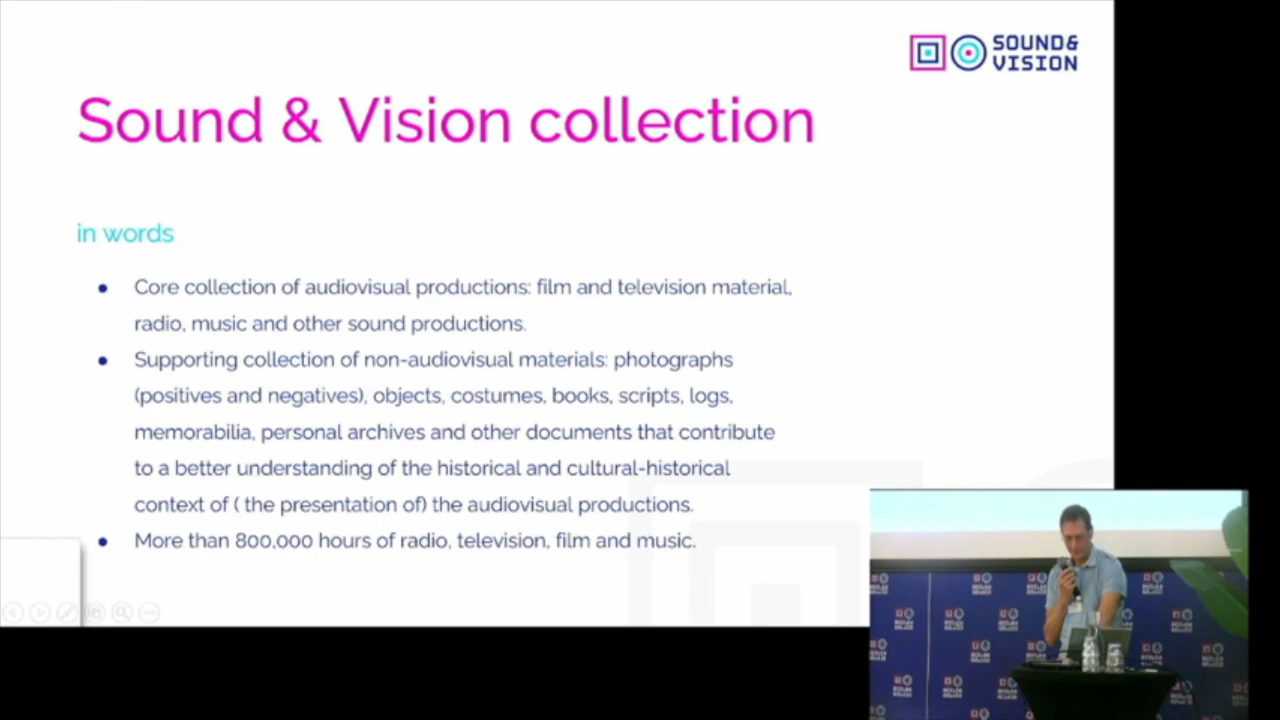 SOUND&
VISION
Sound & Vision collection
in words
● Core collection of audiovisual productions: film and television material,
radio, music and other sound productions.
● Supporting collection of non-audiovisual materials: photographs
(positives and negatives), objects, costumes, books, scripts, logs,
memorabilia, personal archives and other documents that contribute
to a better understanding of the historical and cultural-historical
context of ( the presentation of) the audiovisual productions.
● More than 800,000 hours of radio, television, film and music.